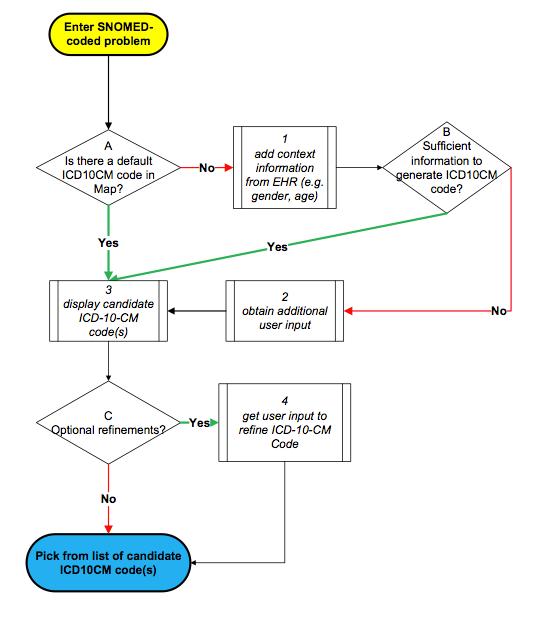 Enter SNOMED-
coded problem
A
Is there a default
ICD10CM code in
Map?
No
1
add context
information
from EHR (e.g.
gender, age)
B
Sufficient
information to
generate ICD10CM
code?
Yes
Yes
No
3
display candidate
ICD-10-CM
code(s)
2
obtain additional
user input
C
Optional refinements?
Yes
4
get user input to
refine ICD-10-CM
Code
No
Pick from list of candidate
ICD10CM code(s)